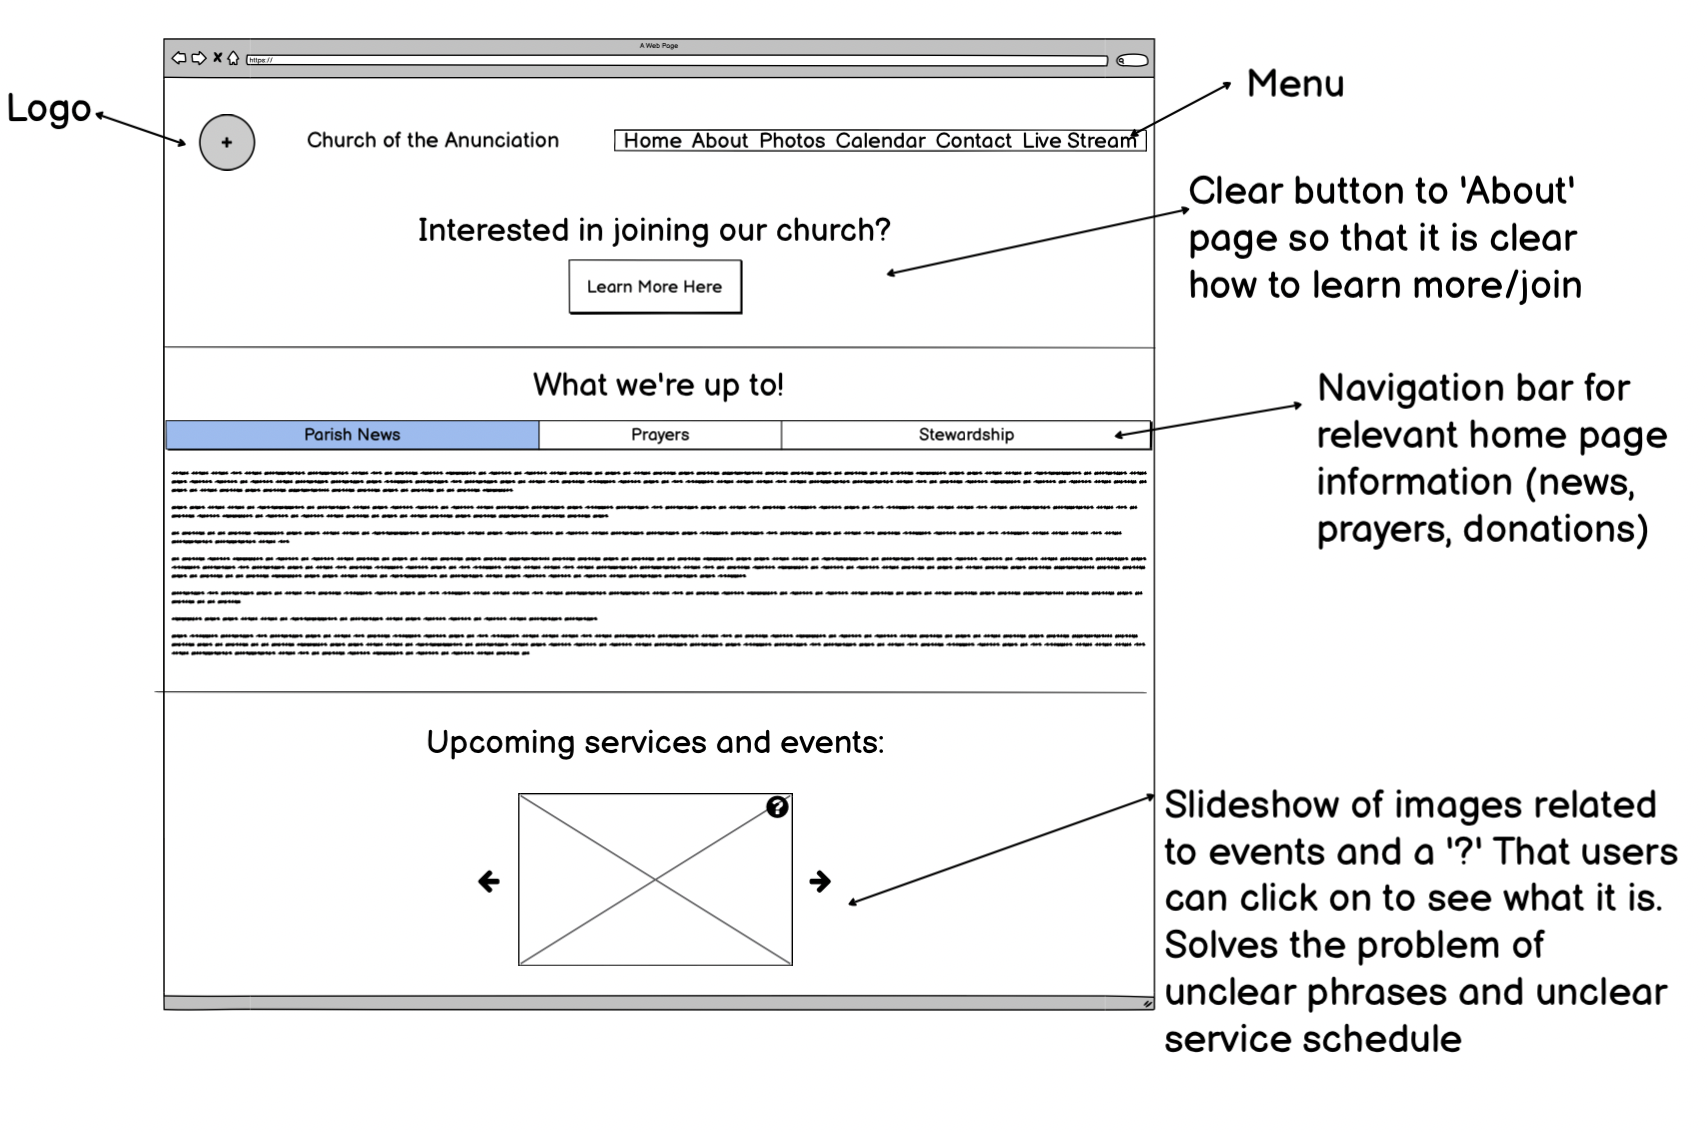 A Web Page
https://
Logo
Menu
Church of the Anunciation
Home About Photos Calendar Contact Live Stream
Clear button to 'About'
page so that it is clear
how to learn more/join
Interested in joining our church?
Learn More Here
What we're up to!
Navigation bar for
relevant home page
information (news,
prayers, donations)
Parish News
Prayers
Stewardship
Upcoming services and events:
?
Slideshow of images related
to events and a '?' That users
can click on to see what it is.
Solves the problem of
unclear phrases and unclear
service schedule